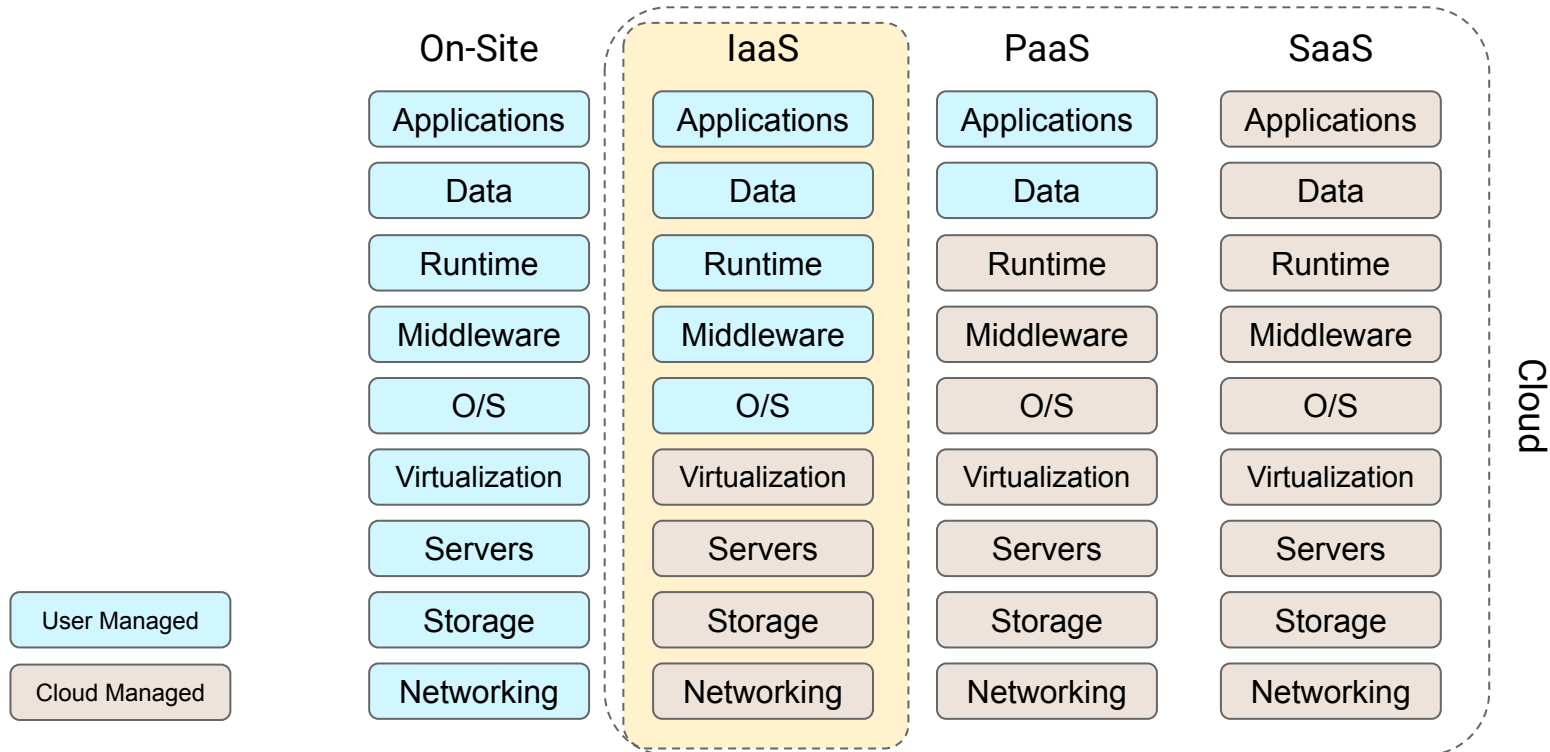 On-Site
IaaS
PaaS
SaaS
Applications
Applications
Applications
Applications
Data
Data
Data
Data
Runtime
Runtime
Runtime
Runtime
Middleware
Middleware
Middleware
Middleware
O/S
O/S
O/S
O/S
Virtualization
Virtualization
Virtualization
Virtualization
Servers
Servers
Servers
Servers
Storage
Storage
Storage
Storage
Networking
Networking
Networking
Networking
Cloud
User Managed
Cloud Managed